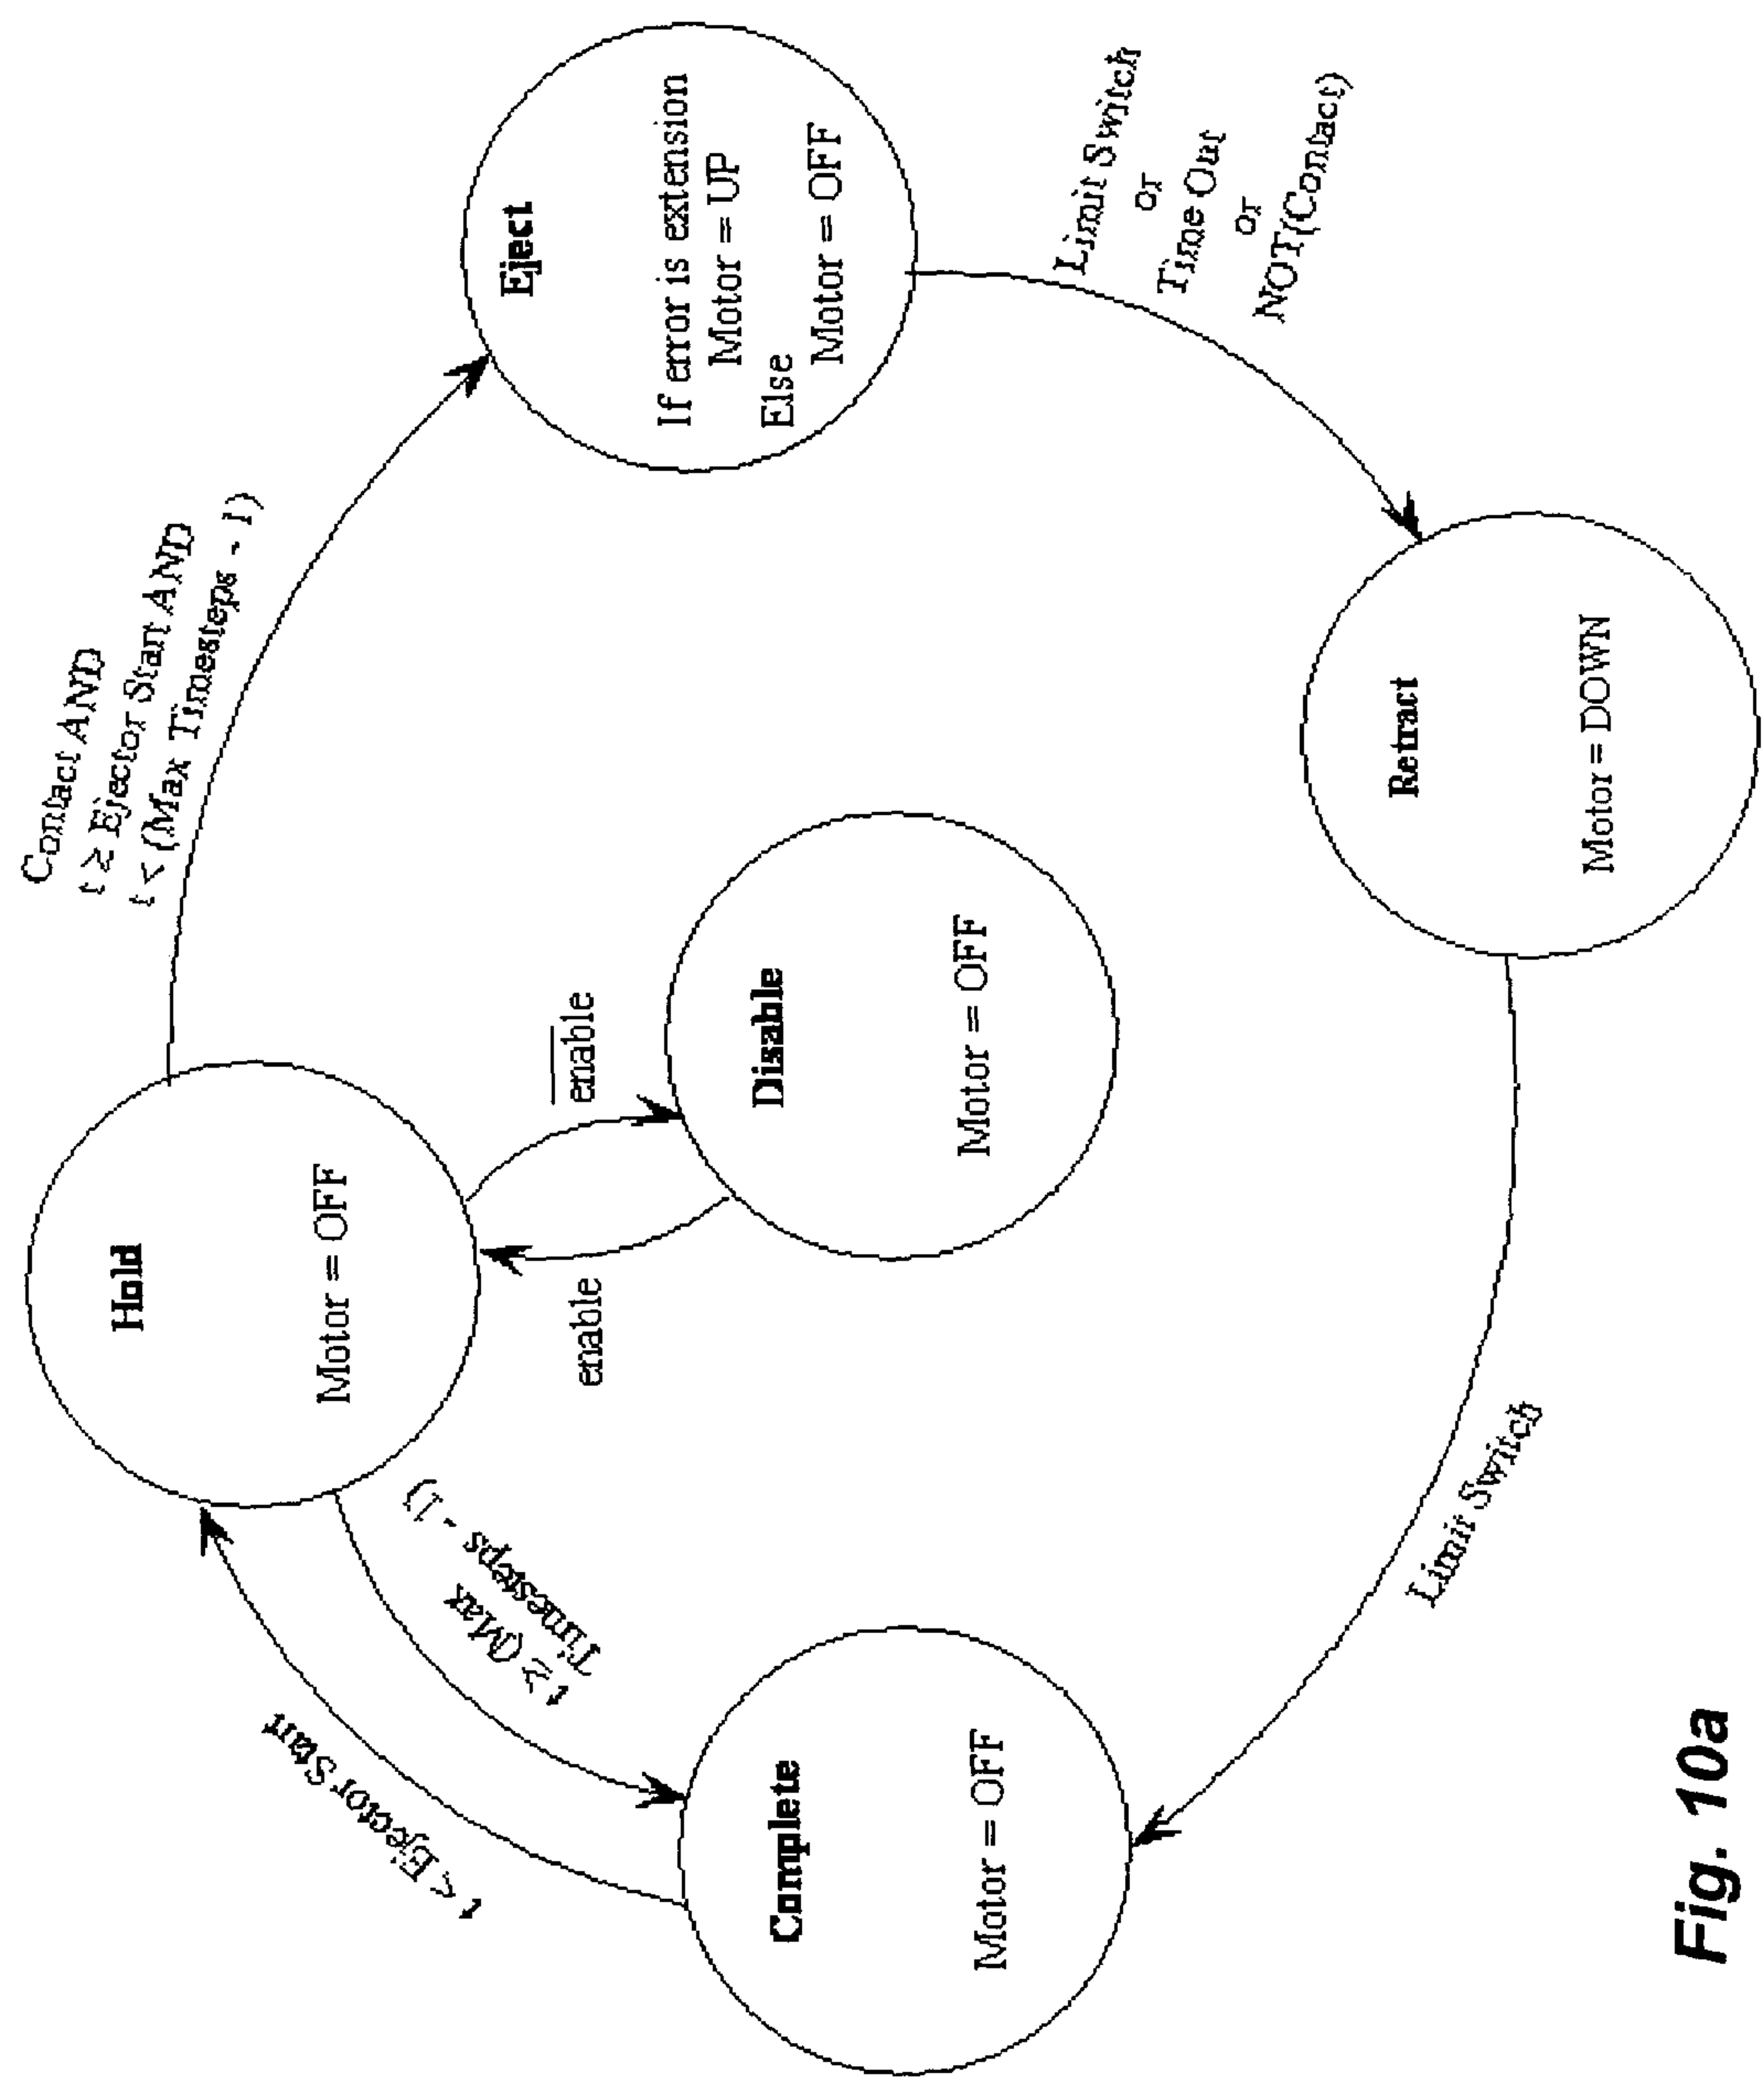 Hold
Motor = OFF
Contact AND
t ≥ Ejector Start AND
t < (Max Timesteps - 1)
Eject
If error is extension
Motor = UP
Else
Motor = OFF
Limit Switch
or
Time Out
or
NOT(Contact)
Retract
Motor = DOWN
Limit Switch
Complete
Motor = OFF
t < Ejector Start
t ≥ (Max
Timesteps - 1)
enable
enable
Disable
Motor = OFF
Fig. 10a